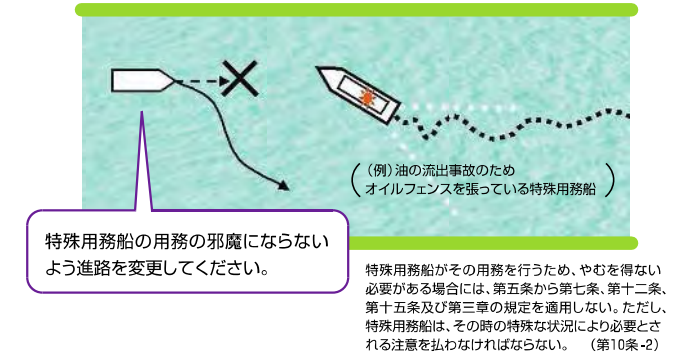 （例）油の流出事故のため
オイルフェンスを張っている特殊用務船
特殊用務船の用務の邪魔にならない
よう進路を変更してください。
特殊用務船がその用務を行うため、やむを得ない
必要がある場合には、第五条から第七条、第十二条、
第十五条及び第三章の規定を適用しない。ただし、
特殊用務船は、その時の特殊な状況により必要とさ
れる注意を払わなければならない。　（第10条-2）